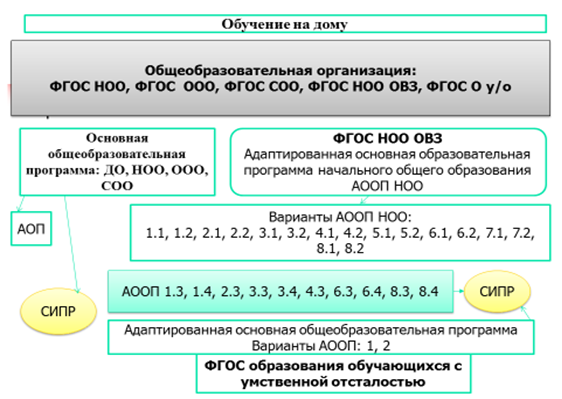 Обучение на дому
Общеобразовательная организация:
ФГОС НОО, ФГОС ООО, ФГОС СОО, ФГОС НОО ОВЗ, ФГОС О у/о
Основная
общеобразовательная
программа: ДО, НОО, ООО,
СОО
ФГОС НОО ОВЗ
Адаптированная основная образовательная
программа начального общего образования
АООП НОО
АОП
Варианты АООП НОО:
1.1, 1.2, 2.1, 2.2, 3.1, 3.2, 4.1, 4.2, 5.1, 5.2, 6.1, 6.2, 7.1, 7.2,
8.1, 8.2
СИПР
АООП 1.3, 1.4, 2.3, 3.3, 3.4, 4.3, 6.3, 6.4, 8.3, 8.4
СИПР
Адаптированная основная общеобразовательная программа
Варианты АООП: 1, 2
ФГОС образования обучающихся с
умственной отсталостью